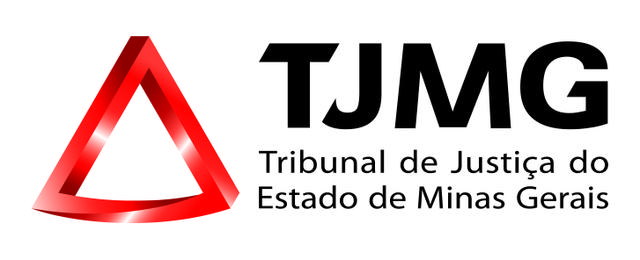 TJMG
Tribunal de Justiça do
Estado de Minas Gerais